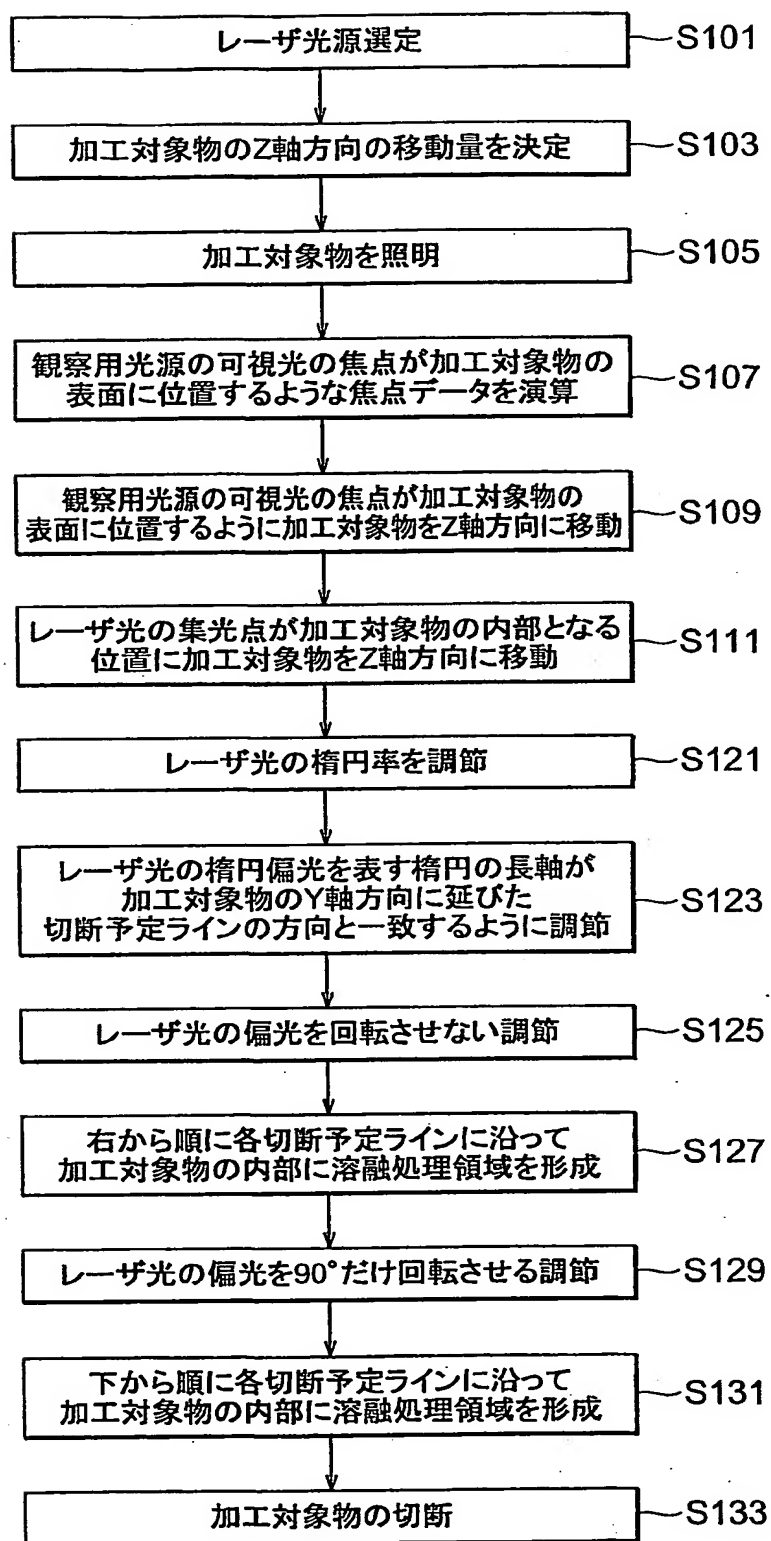 レーザ光源選定
S101
加工対象物のZ軸方向の移動量を決定
S103
加工対象物を照明
S105
観察用光源の可視光の焦点が加工対象物の
表面に位置するような焦点データを演算
S107
観察用光源の可視光の焦点が加工対象物の
表面に位置するように加工対象物をZ軸方向に移動
S109
レーザ光の集光点が加工対象物の内部となる
位置に加工対象物をZ軸方向に移動
S111
レーザ光の楕円率を調節
S121
レーザ光の楕円偏光を表す楕円の長軸が
加工対象物のY軸方向に延びた
切断予定ラインの方向と一致するように調節
S123
レーザ光の偏光を回転させない調節
S125
右から順に各切断予定ラインに沿って
加工対象物の内部に溶融処理領域を形成
S127
レーザ光の偏光を90°だけ回転させる調節
S129
下から順に各切断予定ラインに沿って
加工対象物の内部に溶融処理領域を形成
S131
加工対象物の切断
S133